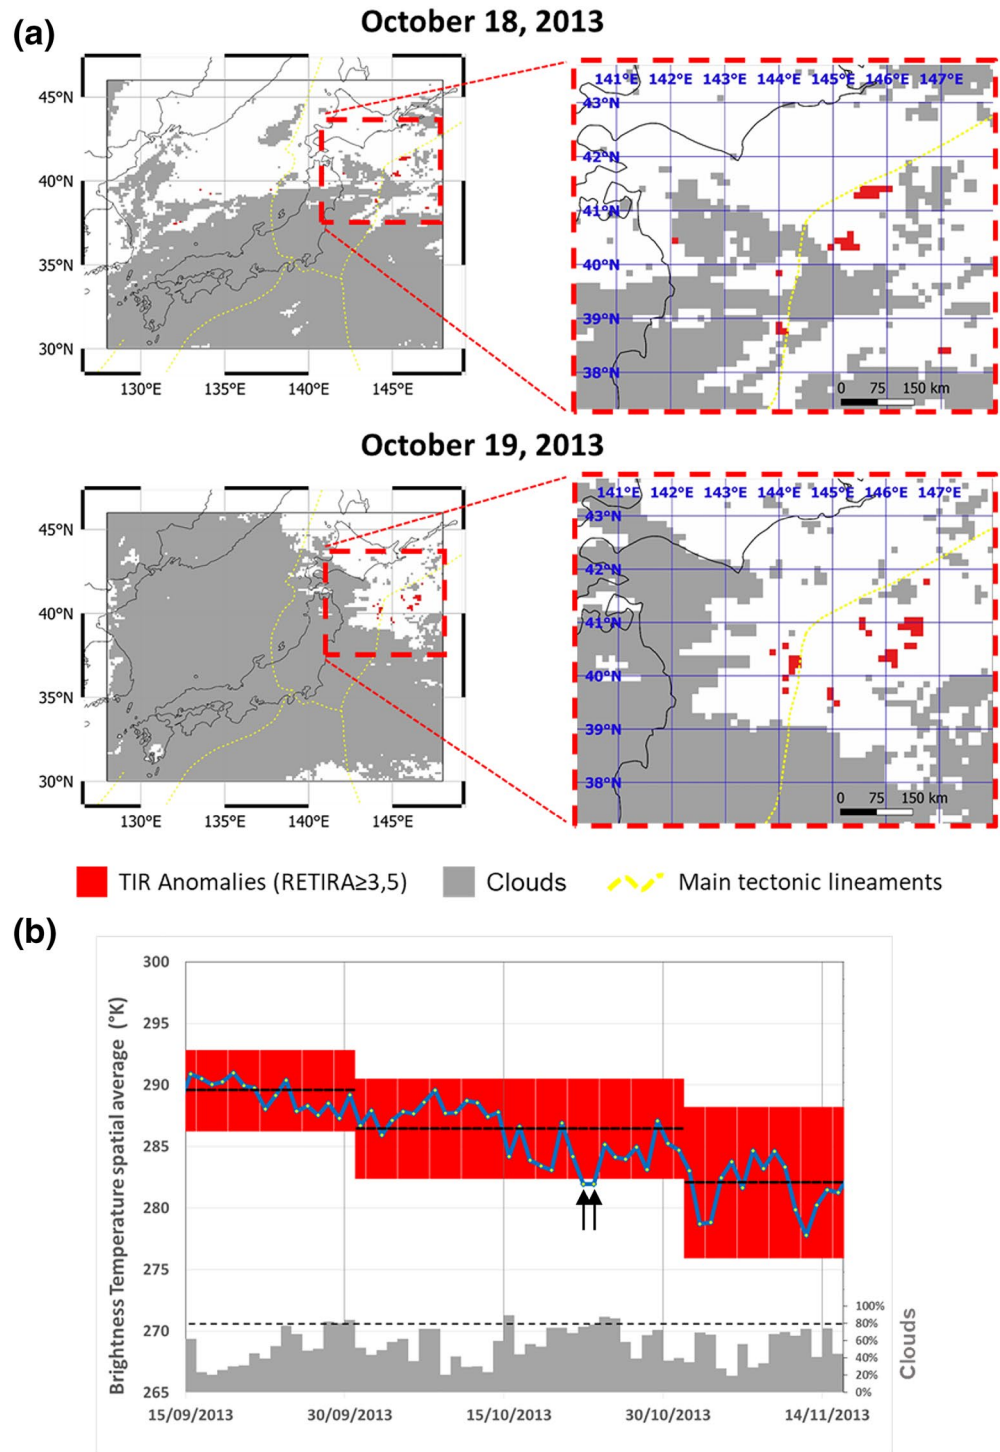 (a)
October 18, 2013
45°N
40°N
35°N
30°N
130°E 135°E 140°E 145°E
141°E 142°E 143°E 144°E 145°E 146°E 147°E
43°N
42°N
41°N
40°N
39°N
38°N
0 75 150 km
October 19, 2013
45°N
40°N
35°N
30°N
130°E 135°E 140°E 145°E
141°E 142°E 143°E 144°E 145°E 146°E 147°E
43°N
42°N
41°N
40°N
39°N
38°N
0 75 150 km
TIR Anomalies (RETIRA≥3,5) Clouds Main tectonic lineaments
(b)
Brightness Temperature spatial average (°K)
300
295
290
285
280
275
270
265
100%
80%
60%
40%
20%
0%
Clouds
15/09/2013 30/09/2013 15/10/2013 30/10/2013 14/11/2013